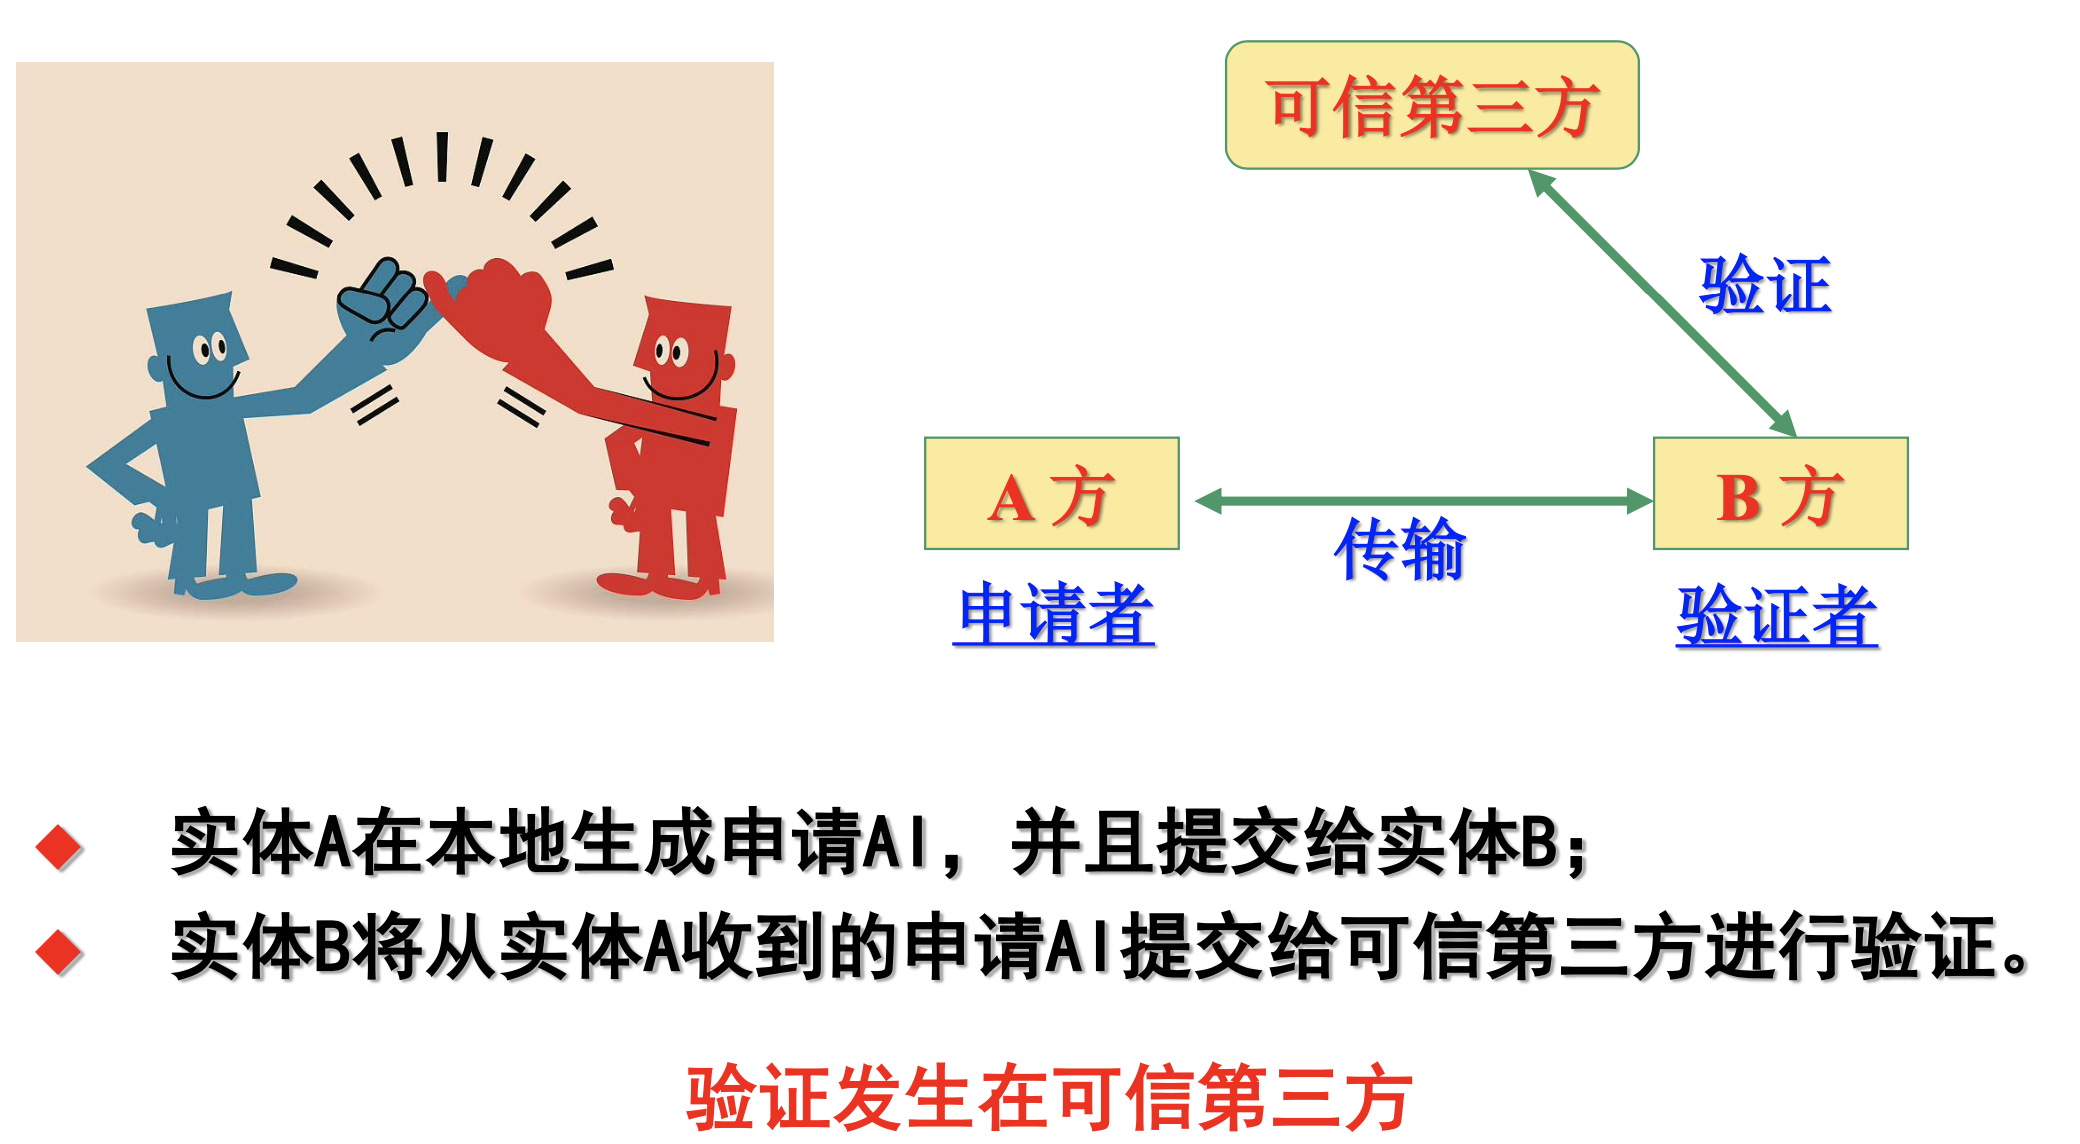 可信第三方
验证
A 方
B 方
传输
申请者
验证者
实体A在本地生成申请AI，并且提交给实体B；
实体B将从实体A收到的申请AI提交给可信第三方进行验证。
验证发生在可信第三方